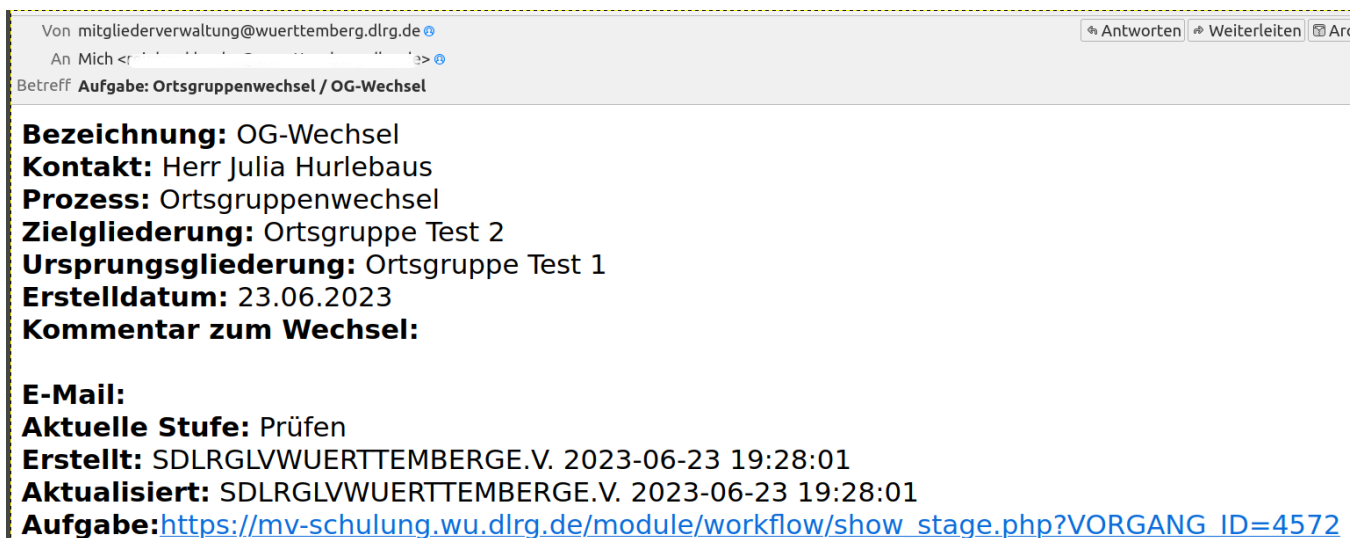 Von mitgliederverwaltung@wuerttemberg.dlrg.de
Antworten Weiterleiten
An Mich <
Betreff Aufgabe: Ortsgruppenwechsel / OG-Wechsel
Bezeichnung: OG-Wechsel
Kontakt: Herr Julia Hurlebaus
Prozess: Ortsgruppenwechsel
Zielgliederung: Ortsgruppe Test 2
Ursprungsgliederung: Ortsgruppe Test 1
Erstelldatum: 23.06.2023
Kommentar zum Wechsel:
E-Mail:
Aktuelle Stufe: Prüfen
Erstellt: SDLRGLVWUERTTEMBERGE.V. 2023-06-23 19:28:01
Aktualisiert: SDLRGLVWUERTTEMBERGE.V. 2023-06-23 19:28:01
Aufgabe:https://mv-schulung.wu.dlrg.de/module/workflow/show_stage.php?VORGANG_ID=4572